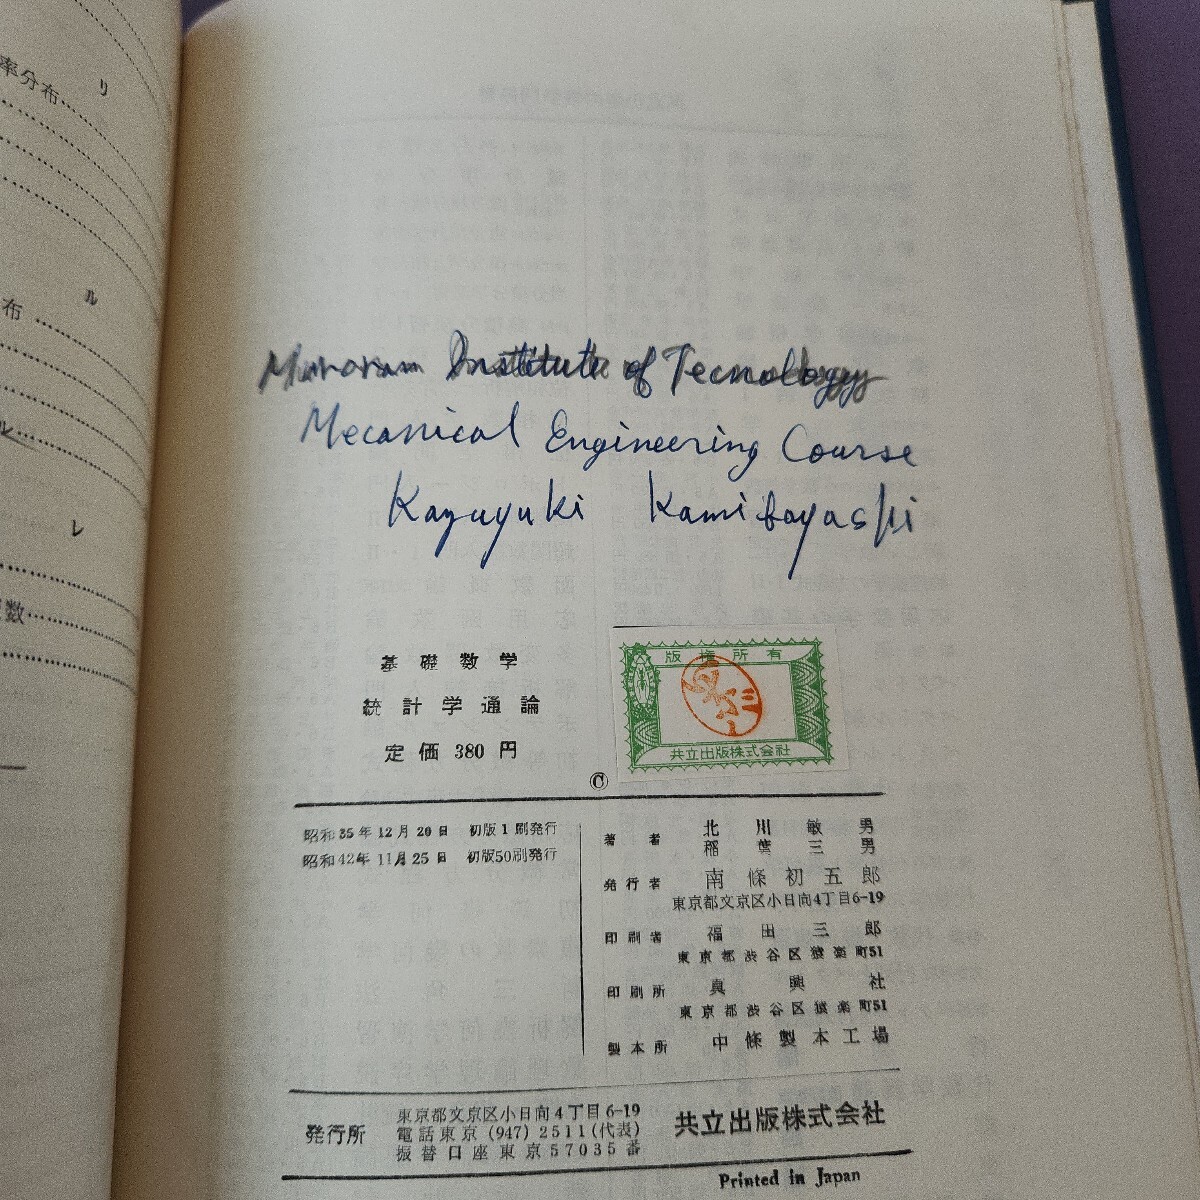 率分布
リ
ル
布
レ
数
Muroran Institute of Tecnology
Mecanical Engineering Course
Kazuyuki Kamibayashi
基礎数学
統計学通論
定価 380 円
版権所有
共立出版株式会社
©
昭和35年12月20日 初版1刷発行
昭和42年11月25日 初版50刷発行
著者 北川敏男
稲葉三男
発行者 南條初五郎
東京都文京区小日向4丁目6-19
印刷者 福田三郎
東京都渋谷区猿楽町51
印刷所 真興社
東京都渋谷区猿楽町51
製本所 中條製本工場
発行所
東京都文京区小日向4丁目6-19
電話東京 (947) 2511 (代表)
振替口座東京 57035 番
共立出版株式会社
Printed in Japan